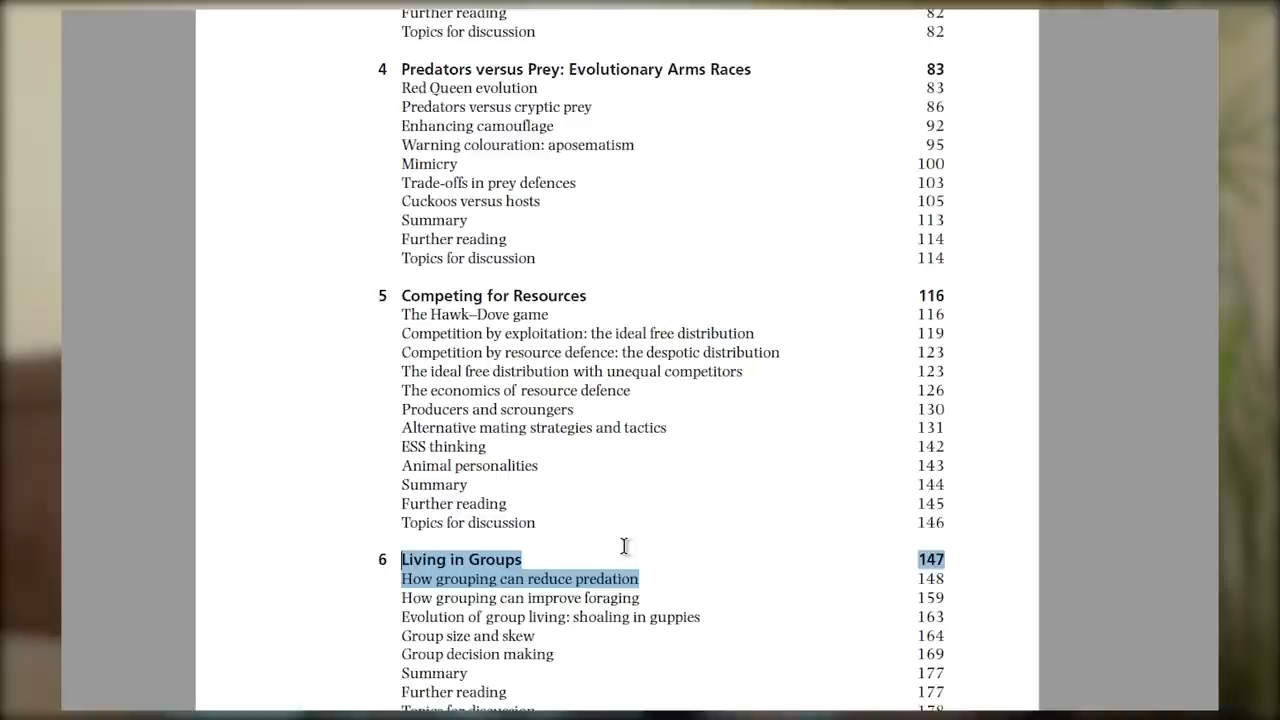 Further reading 82
Topics for discussion 82
4 Predators versus Prey: Evolutionary Arms Races 83
Red Queen evolution 83
Predators versus cryptic prey 86
Enhancing camouflage 92
Warning colouration: aposematism 95
Mimicry 100
Trade-offs in prey defences 103
Cuckoos versus hosts 105
Summary 113
Further reading 114
Topics for discussion 114
5 Competing for Resources 116
The Hawk–Dove game 116
Competition by exploitation: the ideal free distribution 119
Competition by resource defence: the despotic distribution 123
The ideal free distribution with unequal competitors 123
The economics of resource defence 126
Producers and scroungers 130
Alternative mating strategies and tactics 131
ESS thinking 142
Animal personalities 143
Summary 144
Further reading 145
Topics for discussion 146
6 Living in Groups 147
How grouping can reduce predation 148
How grouping can improve foraging 159
Evolution of group living: shoaling in guppies 163
Group size and skew 164
Group decision making 169
Summary 177
Further reading 177
Topics for discussion 178